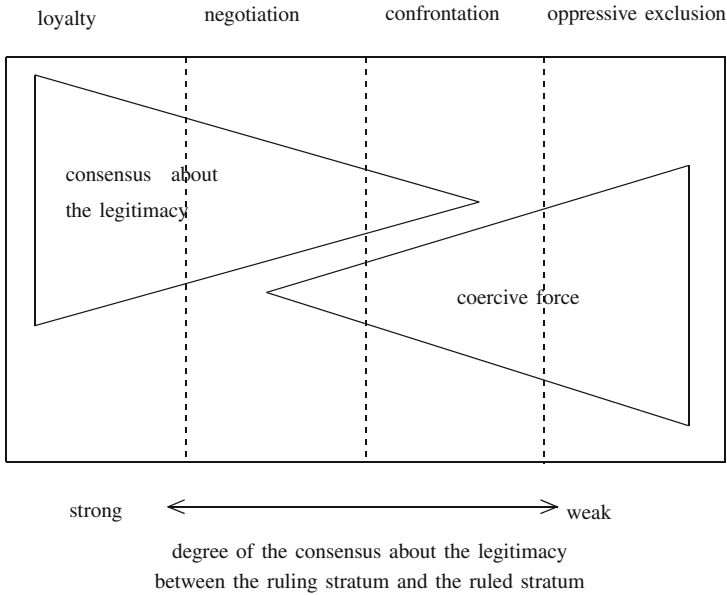 loyalty
negotiation
confrontation
oppressive exclusion
consensus about
the legitimacy
coercive force
strong
weak
degree of the consensus about the legitimacy
between the ruling stratum and the ruled stratum